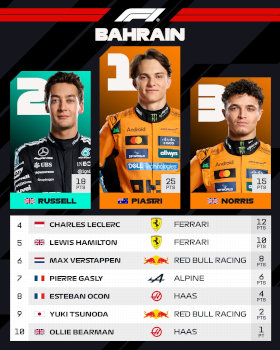 F1
BAHRAIN
1
2
3
RUSSELL 18 PTS
PIASTRI 25 PTS
NORRIS 15 PTS
4 CHARLES LECLERC FERRARI 12 PTS
5 LEWIS HAMILTON FERRARI 10 PTS
6 MAX VERSTAPPEN RED BULL RACING 8 PTS
7 PIERRE GASLY ALPINE 6 PTS
8 ESTEBAN OCON HAAS 4 PTS
9 YUKI TSUNODA RED BULL RACING 2 PTS
10 OLLIE BEARMAN HAAS 1 PT